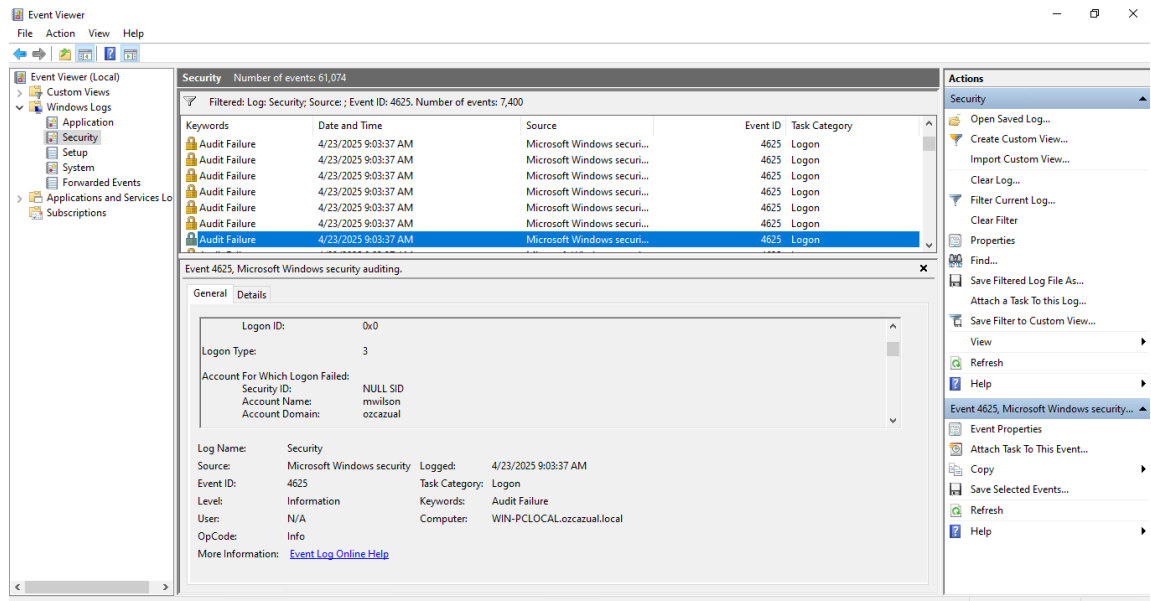 Event Viewer
File Action View Help
Event Viewer (Local)
Custom Views
Windows Logs
Application
Security
Setup
System
Forwarded Events
Applications and Services Lo
Subscriptions
Security Number of events: 61,074
Filtered: Log: Security; Source: ; Event ID: 4625. Number of events: 7,400
Keywords Date and Time Source Event ID Task Category
Audit Failure 4/23/2025 9:03:37 AM Microsoft Windows securi... 4625 Logon
Audit Failure 4/23/2025 9:03:37 AM Microsoft Windows securi... 4625 Logon
Audit Failure 4/23/2025 9:03:37 AM Microsoft Windows securi... 4625 Logon
Audit Failure 4/23/2025 9:03:37 AM Microsoft Windows securi... 4625 Logon
Audit Failure 4/23/2025 9:03:37 AM Microsoft Windows securi... 4625 Logon
Audit Failure 4/23/2025 9:03:37 AM Microsoft Windows securi... 4625 Logon
Audit Failure 4/23/2025 9:03:37 AM Microsoft Windows securi... 4625 Logon
Event 4625, Microsoft Windows security auditing.
General Details
Logon ID: 0x0
Logon Type: 3
Account For Which Logon Failed:
Security ID: NULL SID
Account Name: mwilson
Account Domain: ozcazual
Log Name: Security
Source: Microsoft Windows security Logged: 4/23/2025 9:03:37 AM
Event ID: 4625 Task Category: Logon
Level: Information Keywords: Audit Failure
User: N/A Computer: WIN-PCLOCAL.ozcazual.local
OpCode: Info
More Information: Event Log Online Help
Actions
Security
Open Saved Log...
Create Custom View...
Import Custom View...
Clear Log...
Filter Current Log...
Clear Filter
Properties
Find...
Save Filtered Log File As...
Attach a Task To this Log...
Save Filter to Custom View...
View
Refresh
Help
Event 4625, Microsoft Windows security...
Event Properties
Attach Task To This Event...
Copy
Save Selected Events...
Refresh
Help